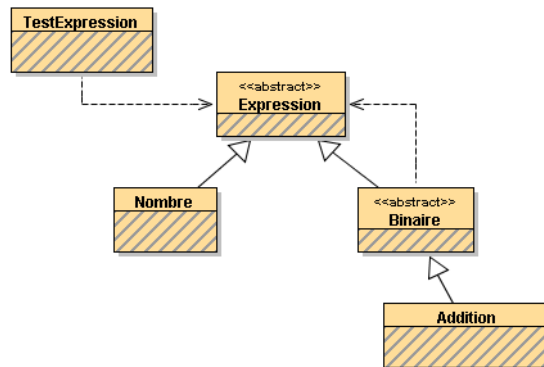 TestExpression
<<abstract>>
Expression
Nombre
<<abstract>>
Binaire
Addition